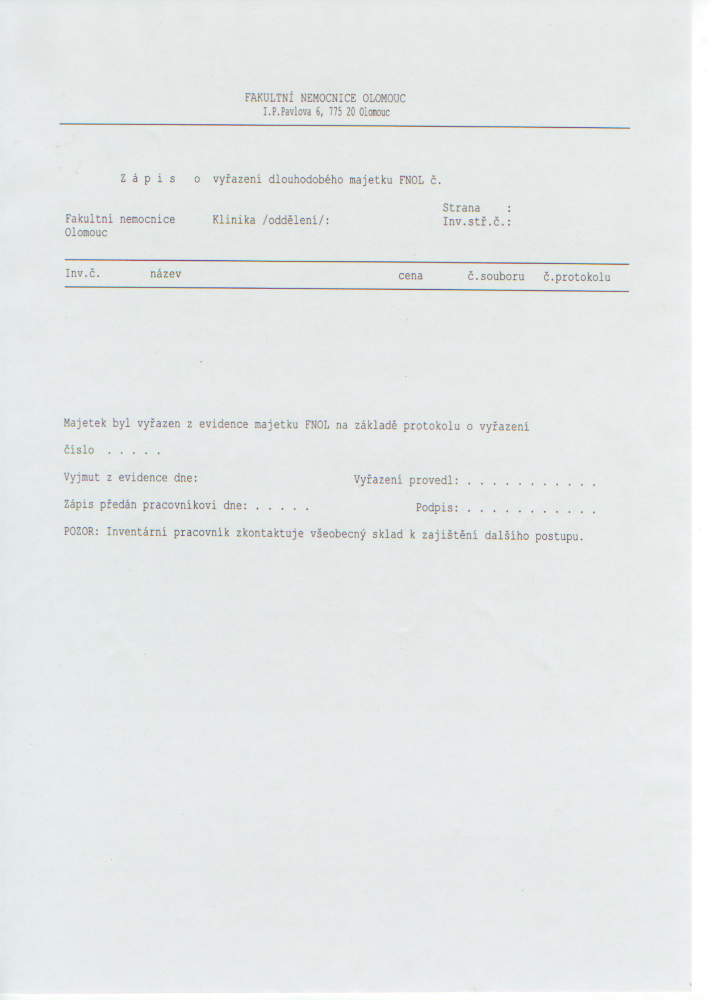 FAKULTNÍ NEMOCNICE OLOMOUC
I.P.Pavlova 6, 775 20 Olomouc
Z á p i s o vyřazení dlouhodobého majetku FNOL č.
Strana :
Fakultní nemocnice Klinika /oddělení/: Inv.stř.č.:
Olomouc
Inv.č. název cena č.souboru č.protokolu
Majetek byl vyřazen z evidence majetku FNOL na základě protokolu o vyřazení
číslo . . . . .
Vyjmut z evidence dne: Vyřazení provedl: . . . . . . . . . . .
Zápis předán pracovníkovi dne: . . . . . Podpis: . . . . . . . . . . .
POZOR: Inventární pracovník zkontaktuje všeobecný sklad k zajištění dalšího postupu.